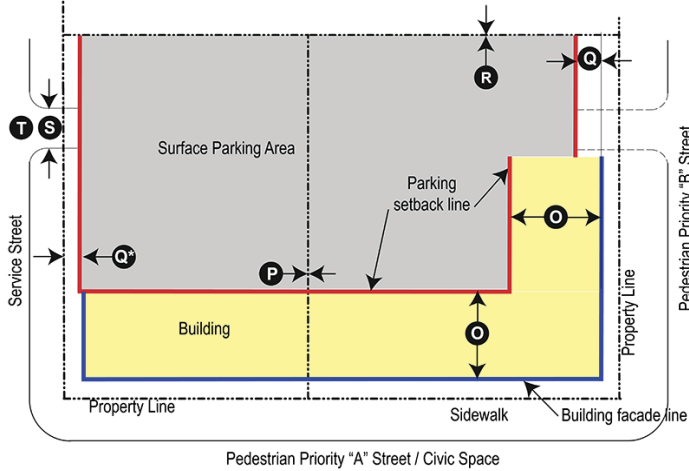 Q
R
T S
Surface Parking Area
Parking
setback line
Pedestrian Priority "B" Street
O
Service Street
Q*
P
Building
O
Property Line
Property Line
Sidewalk
Building facade line
Pedestrian Priority "A" Street / Civic Space